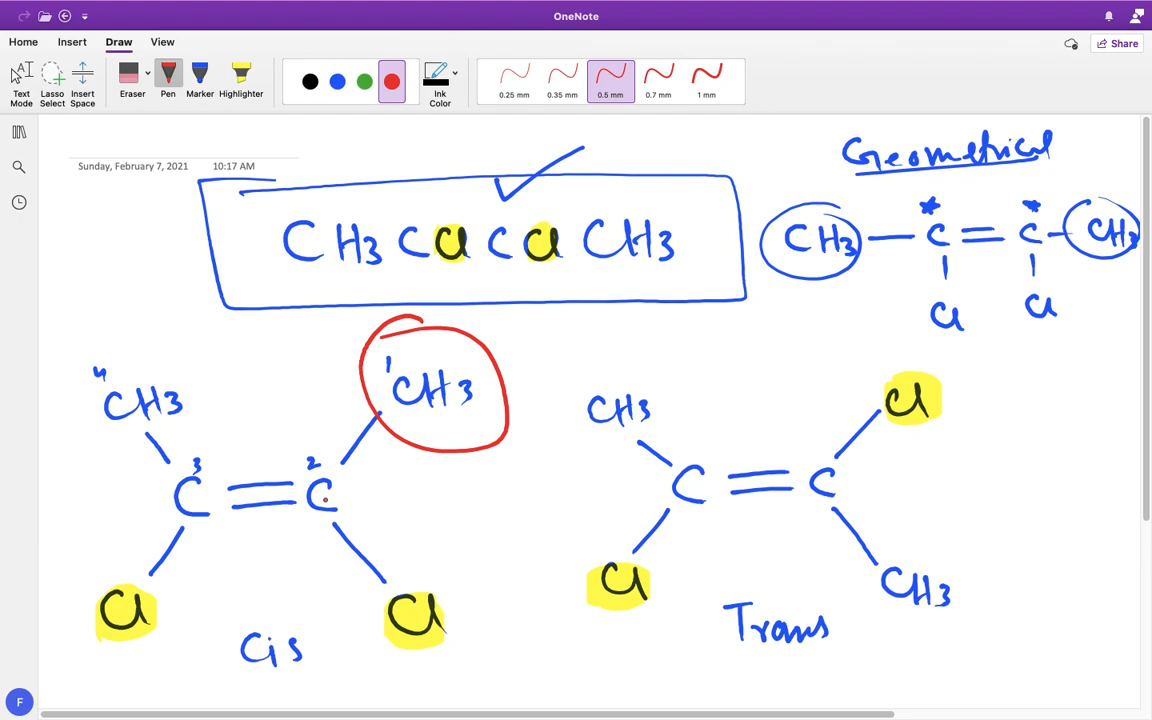 OneNote
Home Insert Draw View
Share
Text Mode
Lasso Select
Insert Space
Eraser
Pen
Marker
Highlighter
Ink Color
0.25 mm
0.35 mm
0.5 mm
0.7 mm
1 mm
Sunday, February 7, 2021 10:17 AM
Geometrical
CH3 C Cl C Cl CH3
CH3 — C = C - CH3
Cl Cl
4 CH3 1 CH3
3 C = 2 C
Cl Cl
Cis
CH3 Cl
C = C
Cl CH3
Trans
F